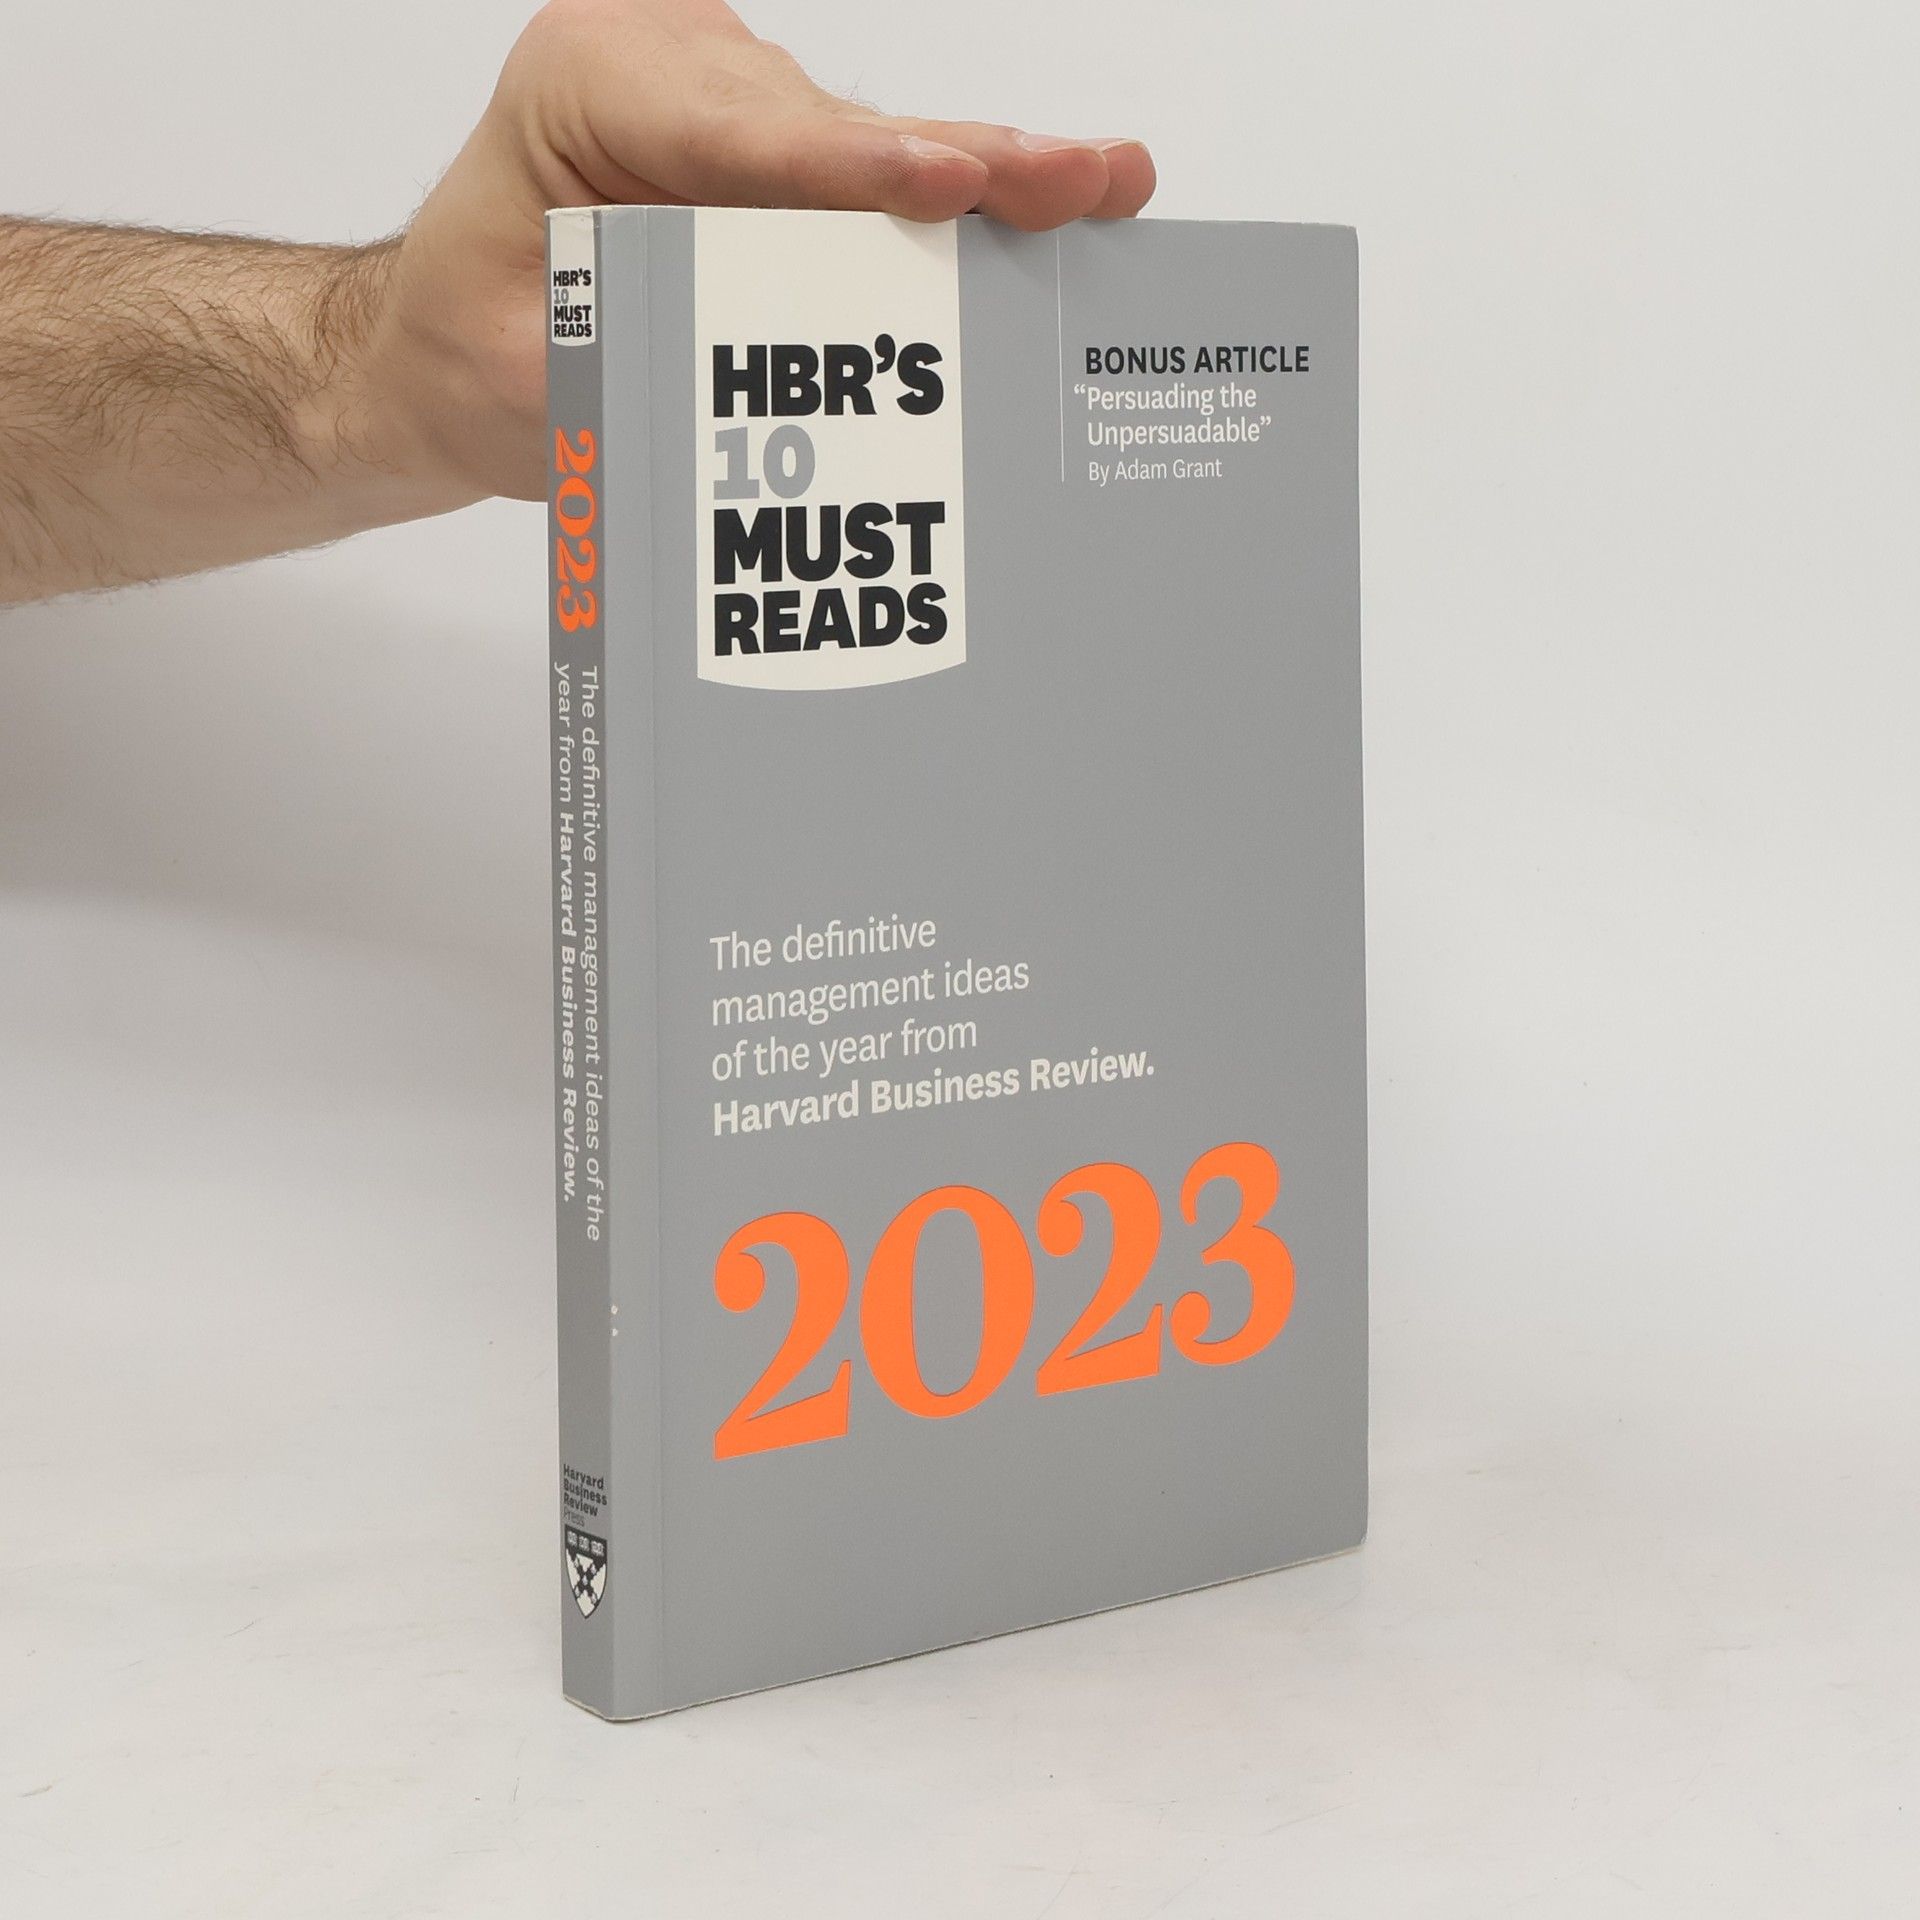 HBR'S
10
MUST
READS
2023
The definitive management ideas of the
year from Harvard Business Review.
Harvard
Business
Review
Press
HBR'S
10
MUST
READS
BONUS ARTICLE
“Persuading the
Unpersuadable”
By Adam Grant
The definitive
management ideas
of the year from
Harvard Business Review.
2023